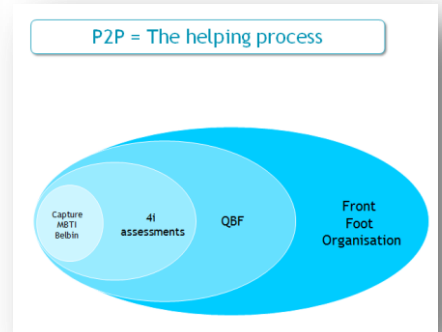 P2P = The helping process
Capture
MBTI
Belbin
4i
assessments
QBF
Front
Foot
Organisation